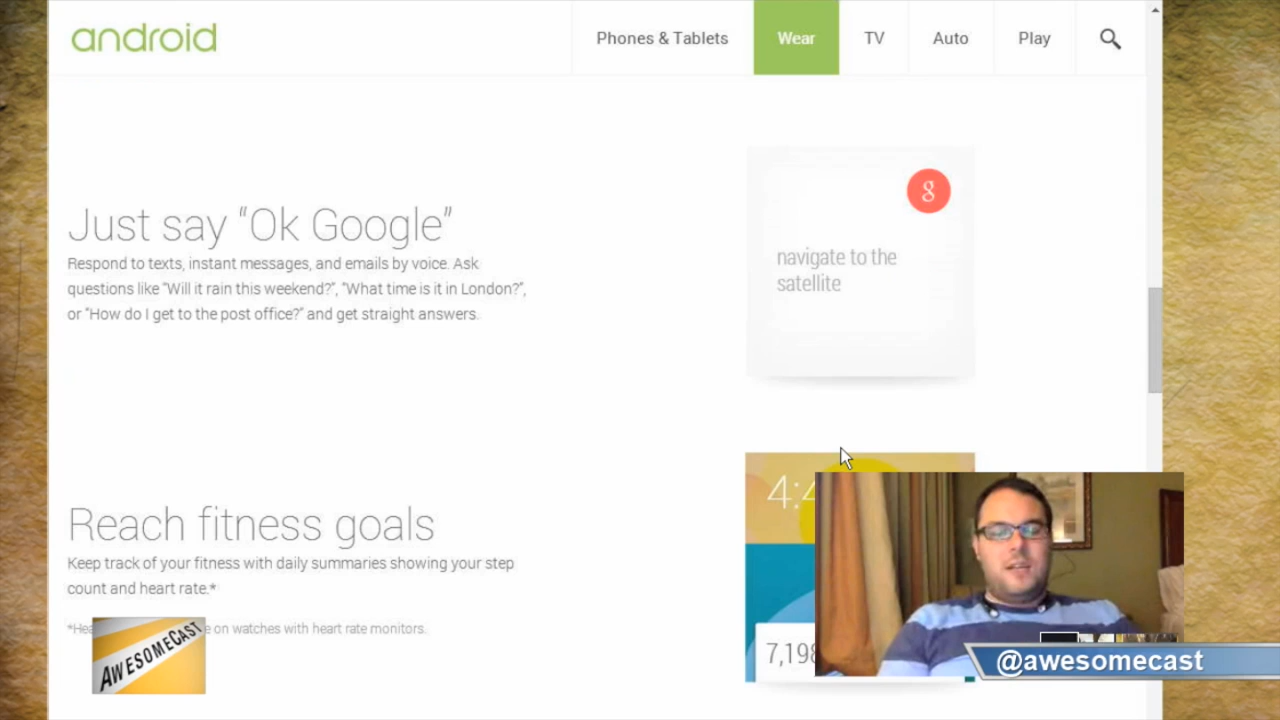 android
Phones & Tablets
Wear
TV
Auto
Play
8
navigate to the
satellite
Just say “Ok Google”
Respond to texts, instant messages, and emails by voice. Ask
questions like “Will it rain this weekend?”, “What time is it in London?”,
or “How do I get to the post office?” and get straight answers.
4:4
Reach fitness goals
Keep track of your fitness with daily summaries showing your step
count and heart rate.*
e on watches with heart rate monitors.
7,198
AWESOMECAST
@awesomecast